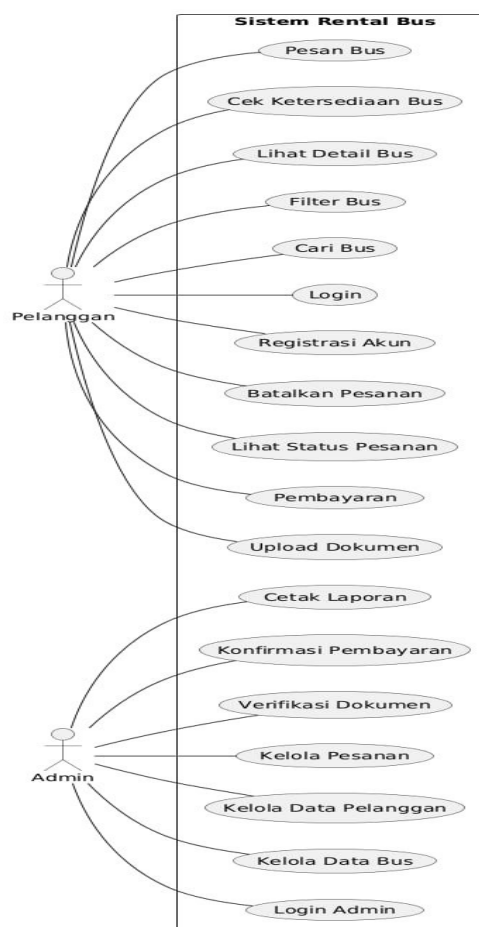 Sistem Rental Bus
Pesan Bus
Cek Ketersediaan Bus
Lihat Detail Bus
Filter Bus
Cari Bus
Login
Pelanggan
Registrasi Akun
Batalkan Pesanan
Lihat Status Pesanan
Pembayaran
Upload Dokumen
Cetak Laporan
Konfirmasi Pembayaran
Verifikasi Dokumen
Kelola Pesanan
Admin
Kelola Data Pelanggan
Kelola Data Bus
Login Admin